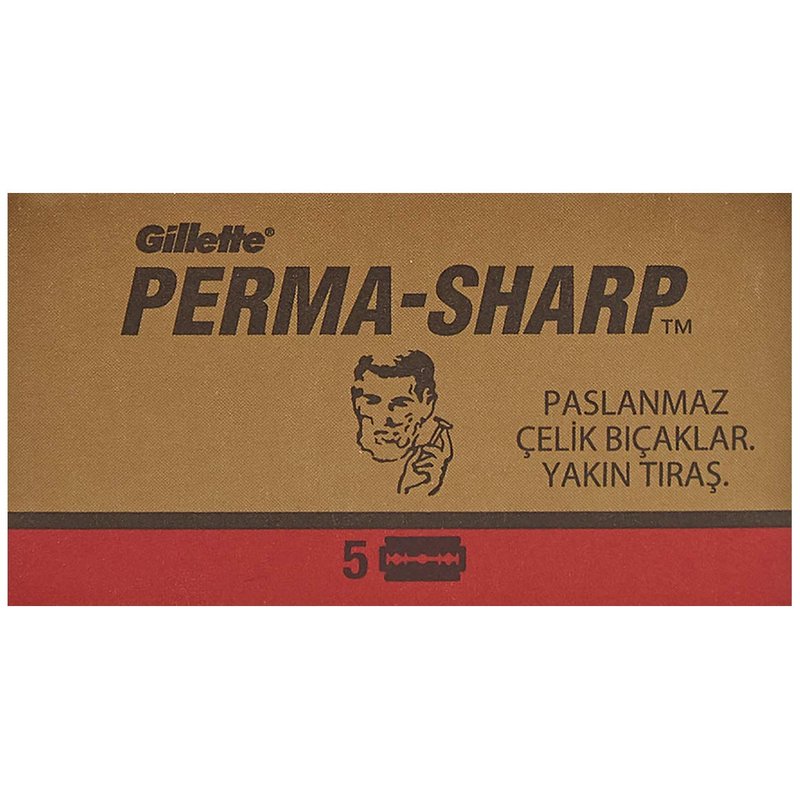 Gillette®
PERMA-SHARP™
PASLANMAZ
ÇELİK BIÇAKLAR.
YAKIN TIRAŞ.
5